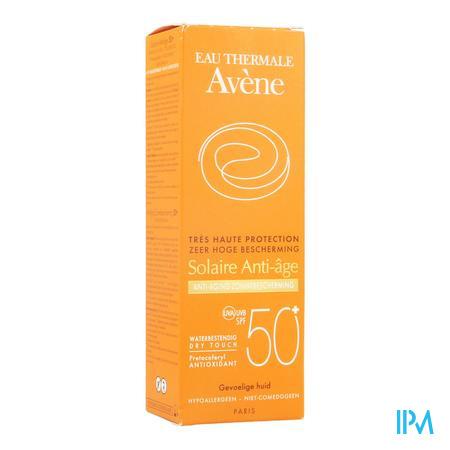 EAU THERMALE
Avène
TRÈS HAUTE PROTECTION
ZEER HOGE BESCHERMING
Solaire Anti-âge
ANTI-AGING ZONNEBESCHERMING
UVA UVB
SPF
50+
WATERBESTENDIG
DRY TOUCH
Pretocoferyl
ANTIOXIDANT
Gevoelige huid
HYPOALLERGEEN - NIET-COMEDOGEEN
PARIS
IPM